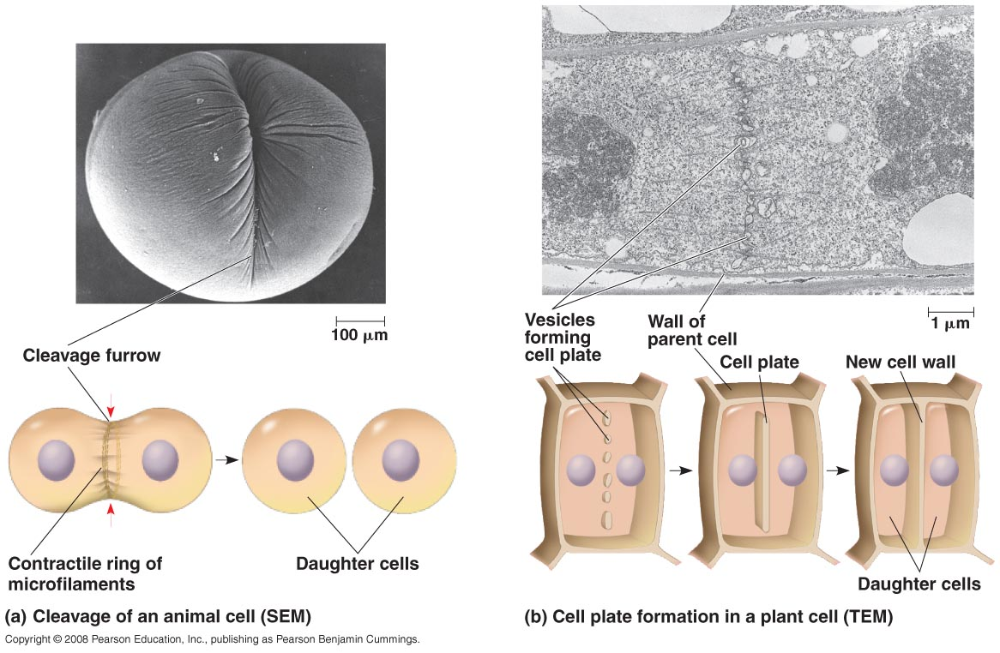 100 μm
Cleavage furrow
Contractile ring of
microfilaments
Daughter cells
(a) Cleavage of an animal cell (SEM)
Vesicles
forming
cell plate
Wall of
parent cell
1 μm
Cell plate
New cell wall
Daughter cells
(b) Cell plate formation in a plant cell (TEM)
Copyright © 2008 Pearson Education, Inc., publishing as Pearson Benjamin Cummings.